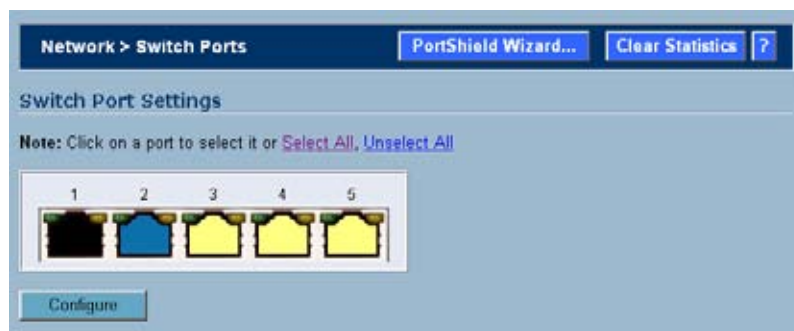 Network > Switch Ports PortShield Wizard... Clear Statistics ?
Switch Port Settings
Note: Click on a port to select it or Select All, Unselect All
1 2 3 4 5
Configure